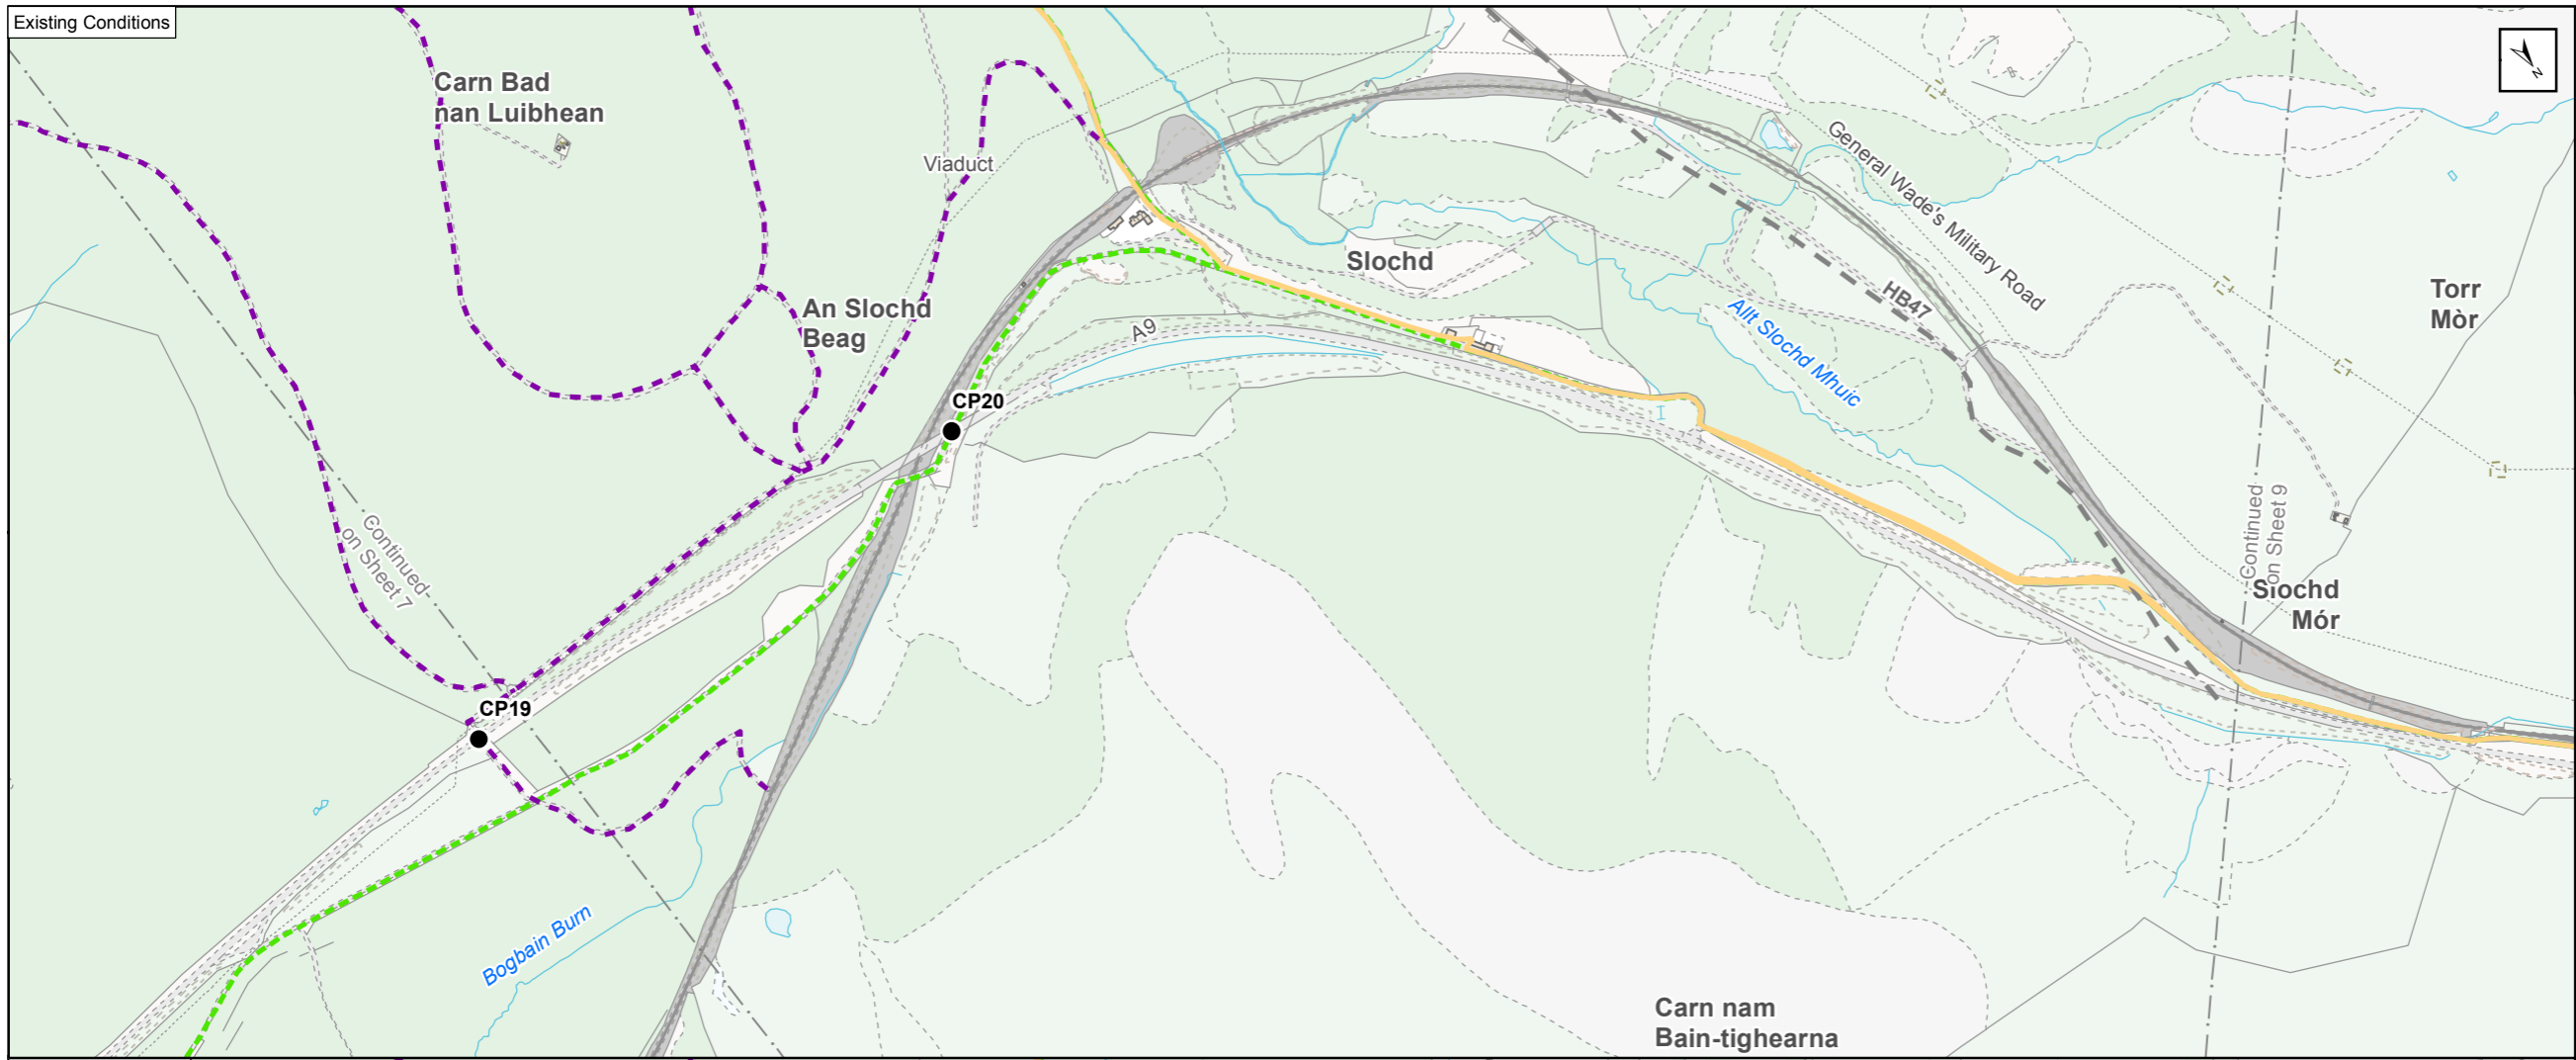 Existing Conditions
N
Carn Bad
nan Luibhean
Viaduct
General Wade's Military Road
Slochd
HB47
Torr
Mòr
An Slochd
Beag
A9
Allt Slochd Mhuic
CP20
Continued
on Sheet 7
Continued
on Sheet 9
Slochd
Mór
CP19
Bogbain Burn
Carn nam
Bain-tighearna